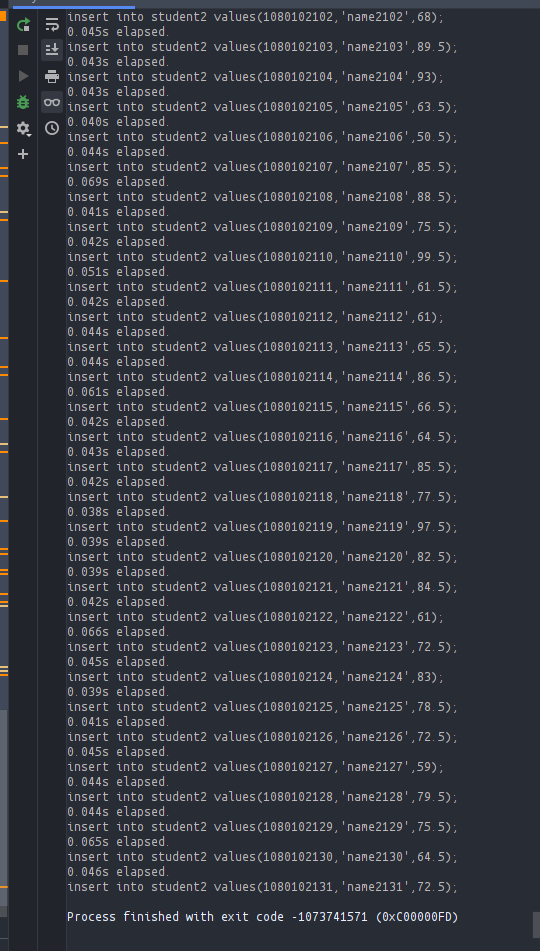 insert into student2 values(1080102102,'name2102',68);
0.045s elapsed.
insert into student2 values(1080102103,'name2103',89.5);
0.043s elapsed.
insert into student2 values(1080102104,'name2104',93);
0.043s elapsed.
insert into student2 values(1080102105,'name2105',63.5);
0.040s elapsed.
insert into student2 values(1080102106,'name2106',50.5);
0.044s elapsed.
insert into student2 values(1080102107,'name2107',85.5);
0.069s elapsed.
insert into student2 values(1080102108,'name2108',88.5);
0.041s elapsed.
insert into student2 values(1080102109,'name2109',75.5);
0.042s elapsed.
insert into student2 values(1080102110,'name2110',99.5);
0.051s elapsed.
insert into student2 values(1080102111,'name2111',61.5);
0.042s elapsed.
insert into student2 values(1080102112,'name2112',61);
0.044s elapsed.
insert into student2 values(1080102113,'name2113',65.5);
0.044s elapsed.
insert into student2 values(1080102114,'name2114',86.5);
0.061s elapsed.
insert into student2 values(1080102115,'name2115',66.5);
0.042s elapsed.
insert into student2 values(1080102116,'name2116',64.5);
0.043s elapsed.
insert into student2 values(1080102117,'name2117',85.5);
0.042s elapsed.
insert into student2 values(1080102118,'name2118',77.5);
0.038s elapsed.
insert into student2 values(1080102119,'name2119',97.5);
0.039s elapsed.
insert into student2 values(1080102120,'name2120',82.5);
0.039s elapsed.
insert into student2 values(1080102121,'name2121',84.5);
0.042s elapsed.
insert into student2 values(1080102122,'name2122',61);
0.066s elapsed.
insert into student2 values(1080102123,'name2123',72.5);
0.045s elapsed.
insert into student2 values(1080102124,'name2124',83);
0.039s elapsed.
insert into student2 values(1080102125,'name2125',78.5);
0.041s elapsed.
insert into student2 values(1080102126,'name2126',72.5);
0.045s elapsed.
insert into student2 values(1080102127,'name2127',59);
0.044s elapsed.
insert into student2 values(1080102128,'name2128',79.5);
0.044s elapsed.
insert into student2 values(1080102129,'name2129',75.5);
0.065s elapsed.
insert into student2 values(1080102130,'name2130',64.5);
0.046s elapsed.
insert into student2 values(1080102131,'name2131',72.5);
Process finished with exit code -1073741571 (0xC00000FD)